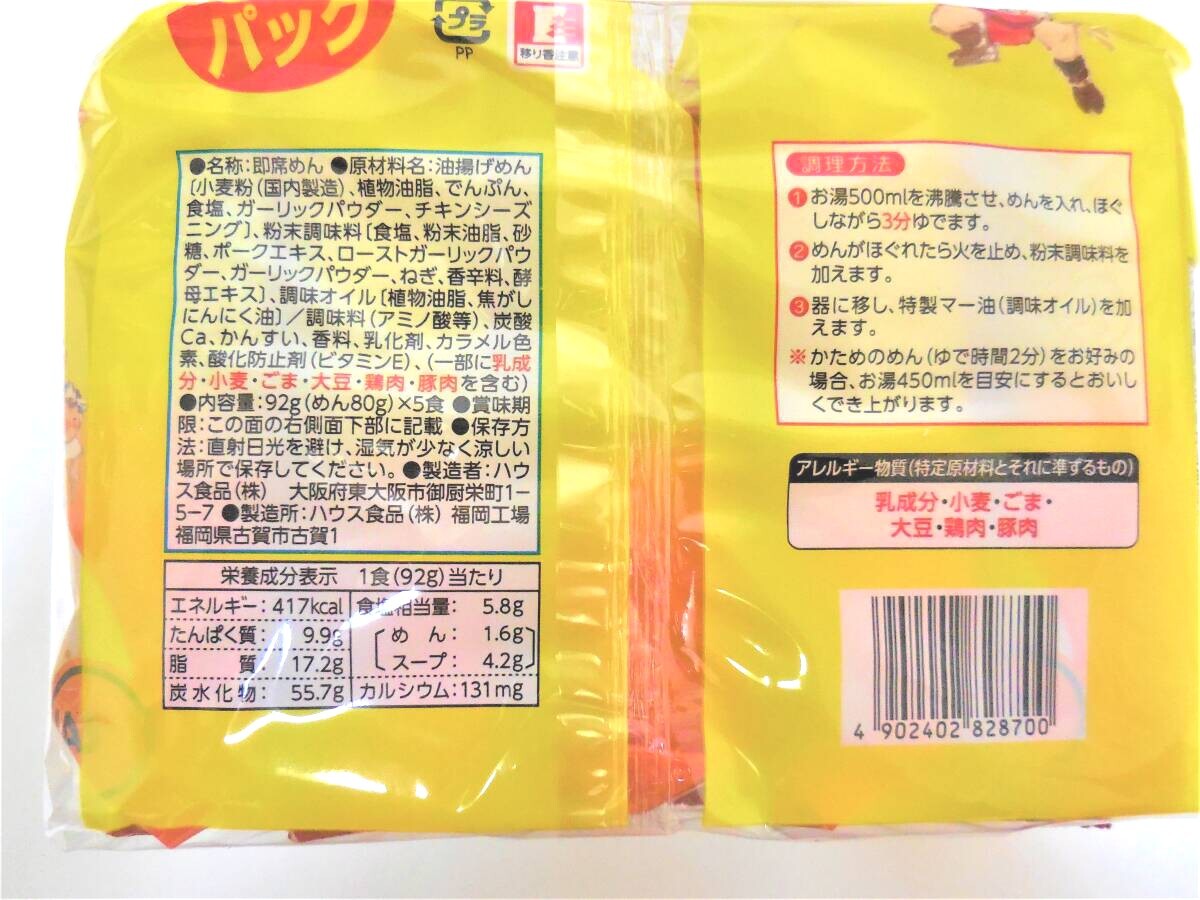 パック
プラ
PP
移り香注意
●名称:即席めん ●原材料名:油揚げめん
〔小麦粉(国内製造)、植物油脂、でんぷん、
食塩、ガーリックパウダー、チキンシーズ
ニング〕、粉末調味料〔食塩、粉末油脂、砂
糖、ポークエキス、ローストガーリックパウ
ダー、ガーリックパウダー、ねぎ、香辛料、酵
母エキス〕、調味オイル〔植物油脂、焦がし
にんにく油〕/調味料(アミノ酸等)、炭酸
Ca、かんすい、香料、乳化剤、カラメル色
素、酸化防止剤(ビタミンE)、(一部に乳成
分・小麦・ごま・大豆・鶏肉・豚肉を含む)
●内容量:92g(めん80g)×5食 ●賞味期
限:この面の右側面下部に記載 ●保存方
法:直射日光を避け、湿気が少なく涼しい
場所で保存してください。●製造者:ハウ
ス食品(株) 大阪府東大阪市御厨栄町1-
5-7 ●製造所:ハウス食品(株) 福岡工場
福岡県古賀市古賀1
栄養成分表示 1食(92g)当たり
エネルギー:417kcal 食塩相当量: 5.8g
たんぱく質: 9.9g 〔めん: 1.6g〕
脂質: 17.2g 〔スープ: 4.2g〕
炭水化物: 55.7g カルシウム:131mg
調理方法
❶お湯500mlを沸騰させ、めんを入れ、ほぐ
しながら3分ゆでます。
❷めんがほぐれたら火を止め、粉末調味料を
加えます。
❸器に移し、特製マー油(調味オイル)を加
えます。
※かためのめん(ゆで時間2分)をお好みの
場合、お湯450mlを目安にするとおいし
くでき上がります。
アレルギー物質(特定原材料とそれに準ずるもの)
乳成分・小麦・ごま・
大豆・鶏肉・豚肉
4 902402 828700